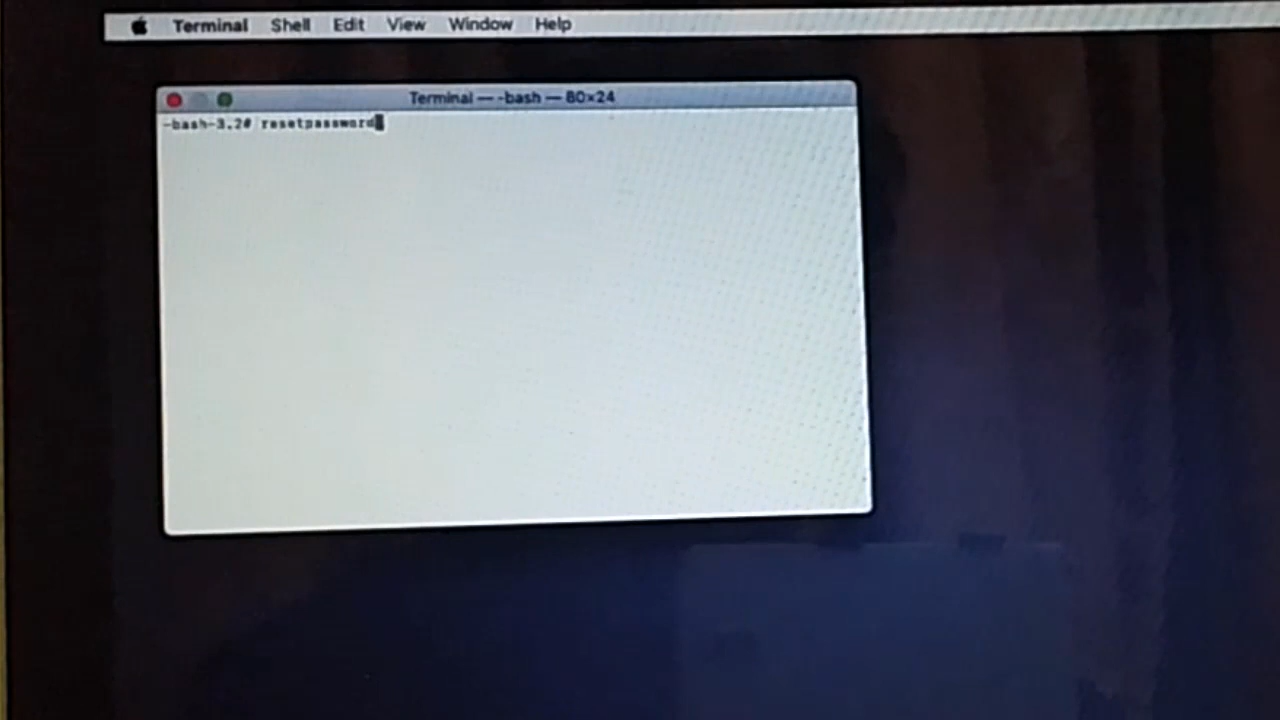 Terminal Shell Edit View Window Help
Terminal — -bash — 80×24
-bash-3.2# resetpassword